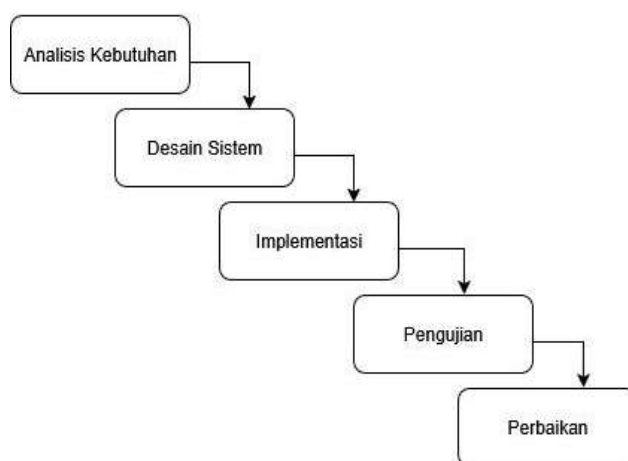 Analisis Kebutuhan
Desain Sistem
Implementasi
Pengujian
Perbaikan